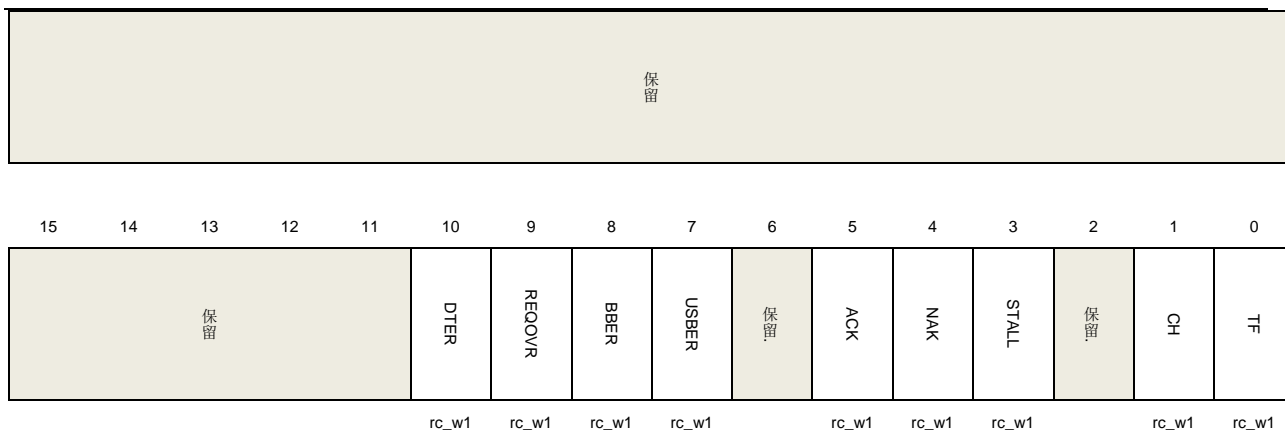 保留
15 14 13 12 11 10 9 8 7 6 5 4 3 2 1 0
保留 DTER REQOVR BBER USBER 保留. ACK NAK STALL 保留. CH TF
rc_w1 rc_w1 rc_w1 rc_w1 rc_w1 rc_w1 rc_w1 rc_w1 rc_w1